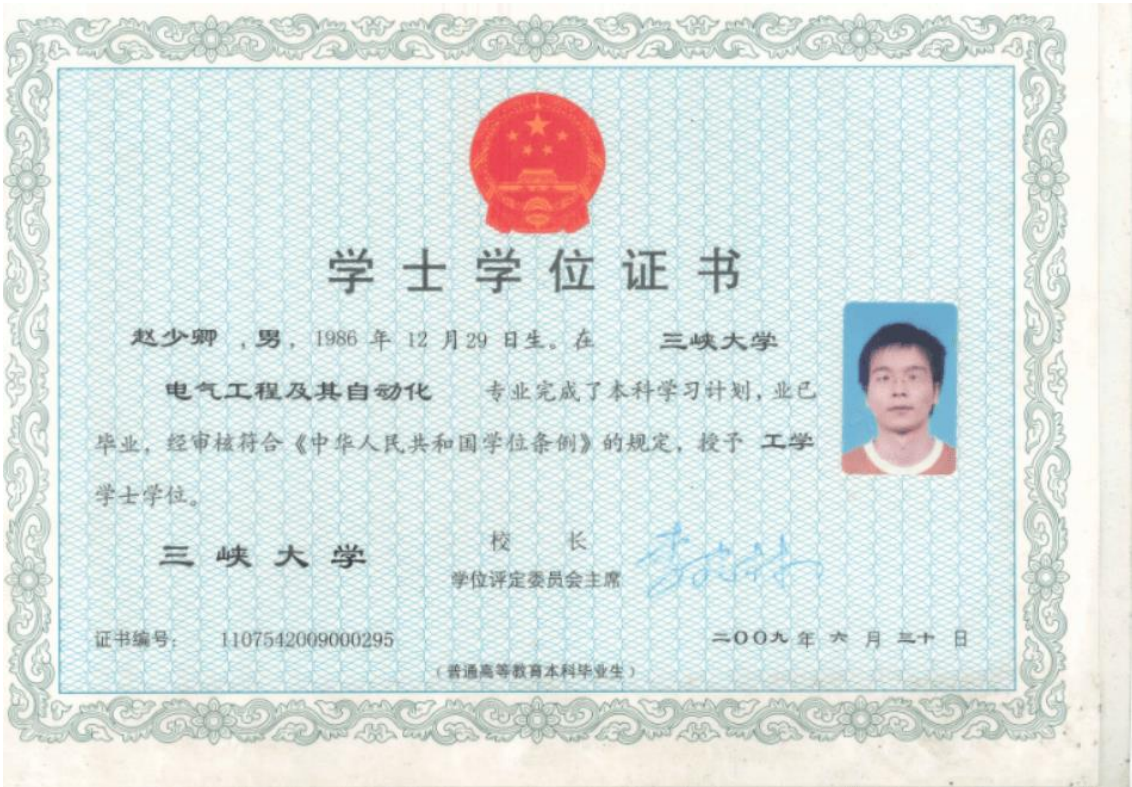 学士学位证书
赵少卿，男，1986 年 12 月 29 日生。在 三峡大学
电气工程及其自动化 专业完成了本科学习计划，业已
毕业，经审核符合《中华人民共和国学位条例》的规定，授予 工学
学士学位。
三峡大学
校 长
学位评定委员会主席
证书编号： 1107542009000295
二〇〇九 年 六 月 三十 日
（普通高等教育本科毕业生）